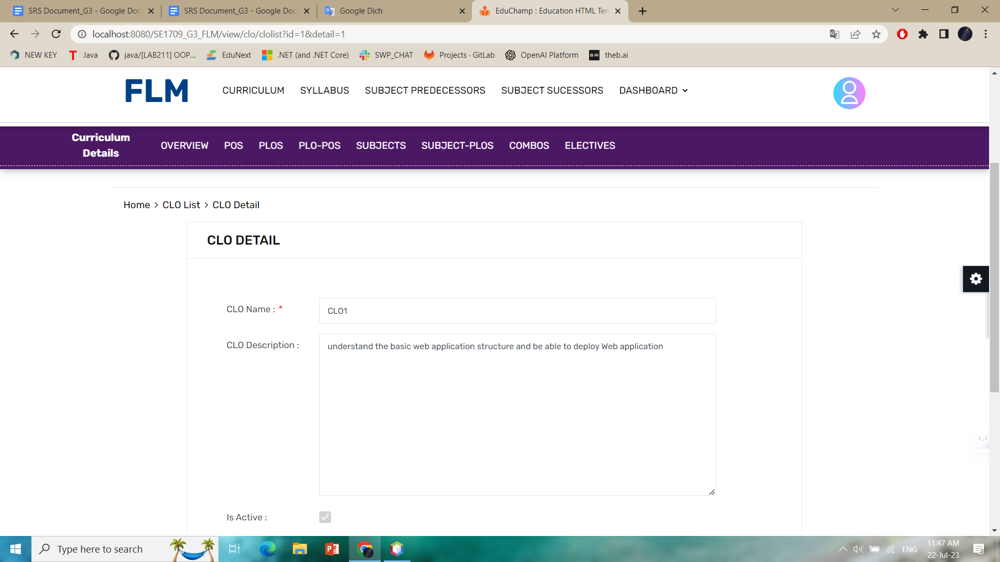 SRS Document_G3 - Google Doc
SRS Document_G3 - Google Doc
Google Dịch
EduChamp : Education HTML Ten
localhost:8080/SE1709_G3_FLM/view/clo/clolist?id=1&detail=1
NEW KEY
Java
java/[LAB211] OOP...
EduNext
.NET (and .NET Core)
SWP_CHAT
Projects · GitLab
OpenAI Platform
B AI
theb.ai
FLM
CURRICULUM
SYLLABUS
SUBJECT PREDECESSORS
SUBJECT SUCESSORS
DASHBOARD
Curriculum
Details
OVERVIEW
POS
PLOS
PLO-POS
SUBJECTS
SUBJECT-PLOS
COMBOS
ELECTIVES
Home > CLO List > CLO Detail
CLO DETAIL
CLO Name : *
CLO1
CLO Description :
understand the basic web application structure and be able to deploy Web application
Is Active :
Type here to search
ENG
11:47 AM
22-Jul-23